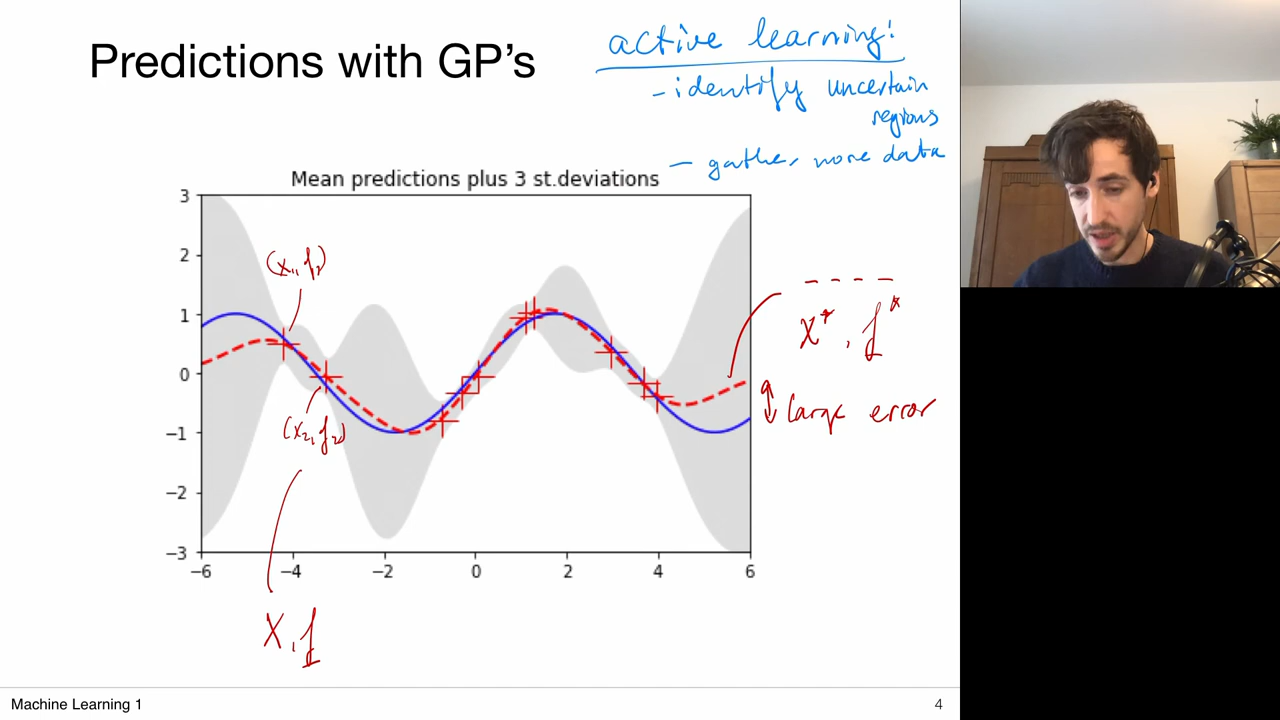 Predictions with GP's
active learning:
- identify uncertain
regions
- gather more data
Mean predictions plus 3 st.deviations
3
2
1
0
−1
−2
−3
−6
−4
−2
0
2
4
6
(x₁, f₁)
(x₂, f₂)
X, f
X*, f*
large error
Machine Learning 1
4